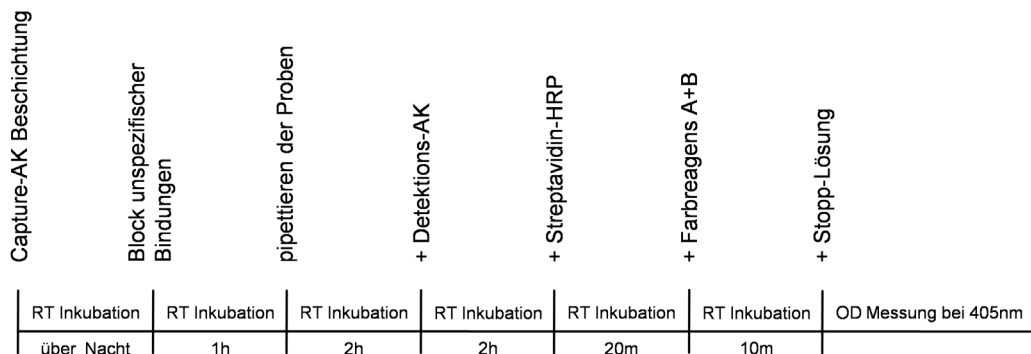 Capture-AK Beschichtung
Block unspezifischer
Bindungen
pipettieren der Proben
+ Detektions-AK
+ Streptavidin-HRP
+ Farbreagens A+B
+ Stopp-Lösung
RT Inkubation RT Inkubation RT Inkubation RT Inkubation RT Inkubation RT Inkubation OD Messung bei 405nm
über Nacht 1h 2h 2h 20m 10m